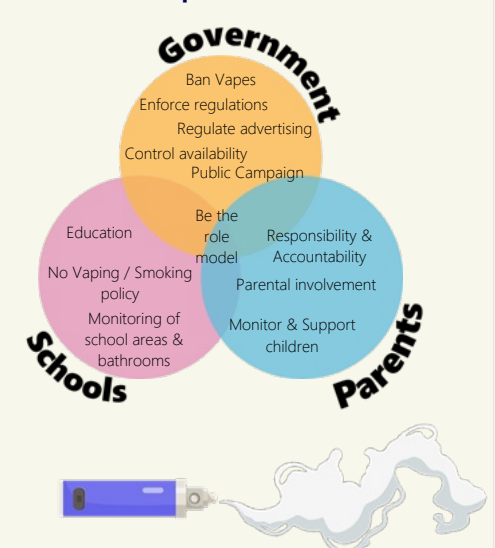 Government
Ban Vapes
Enforce regulations
Regulate advertising
Control availability
Public Campaign
Be the
role
model
Education
No Vaping / Smoking
policy
Monitoring of
school areas &
bathrooms
Schools
Responsibility &
Accountability
Parental involvement
Monitor & Support
children
Parents